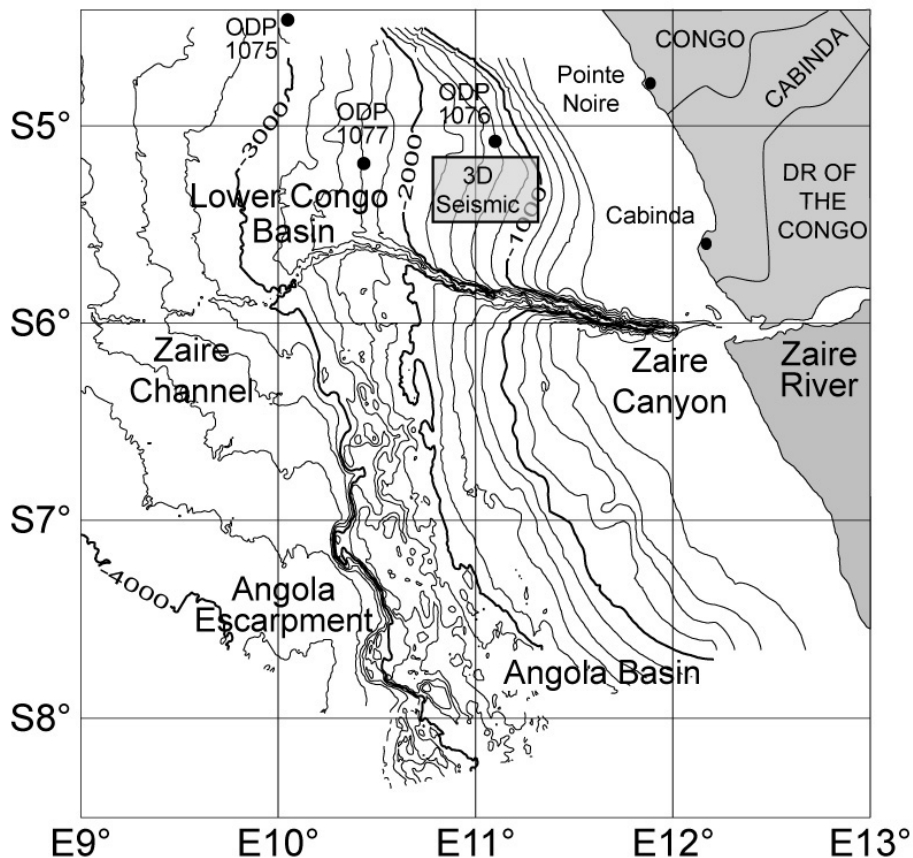 ODP
1075
CONGO
CABINDA
Pointe
Noire
S5°
-3000
ODP
1077
ODP
1076
-2000
3D
Seismic
-1000
DR OF
THE
CONGO
Lower Congo
Basin
Cabinda
S6°
Zaire
Channel
Zaire
Canyon
Zaire
River
S7°
-4000
Angola
Escarpment
Angola Basin
S8°
E9°
E10°
E11°
E12°
E13°